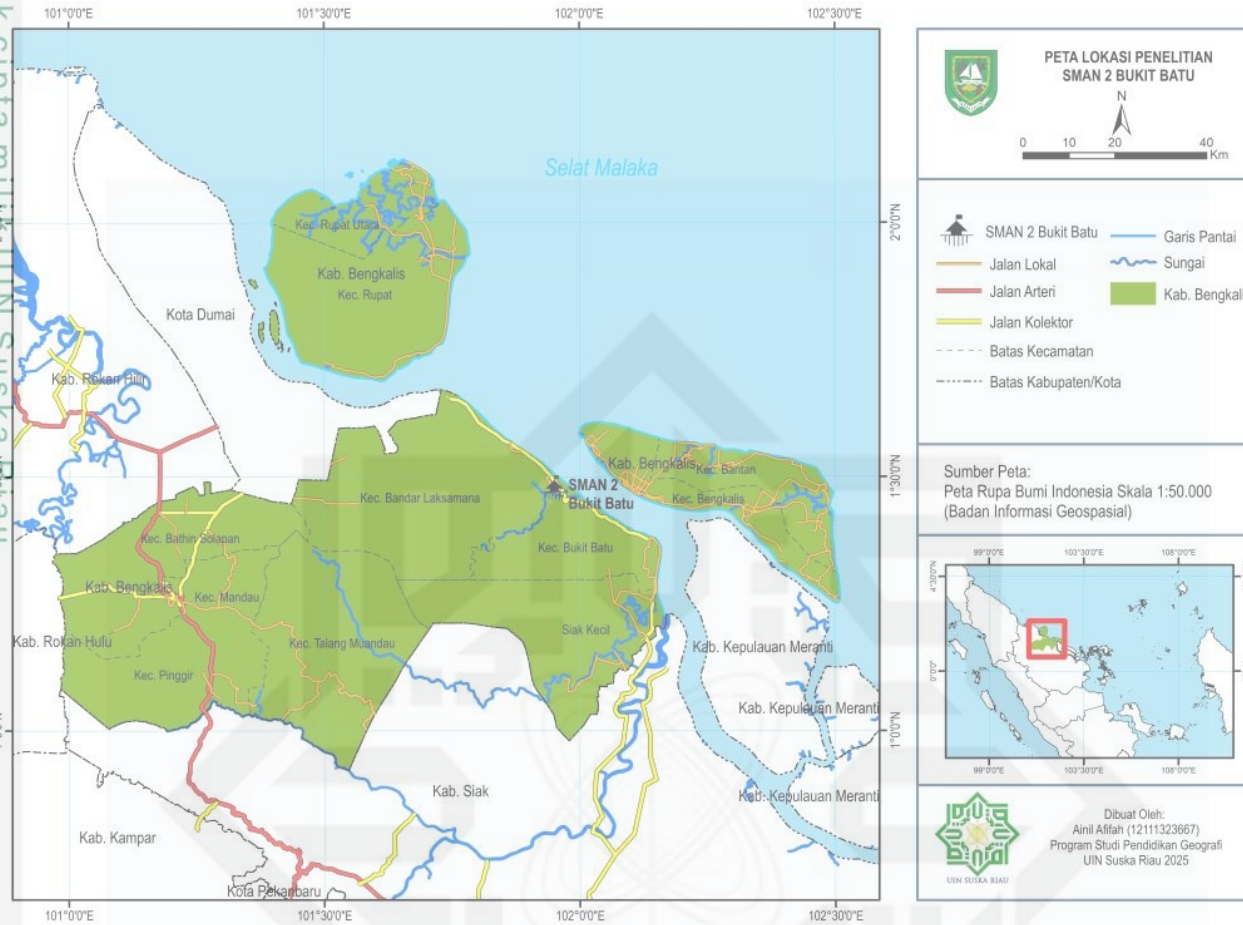 101°0'0"E 101°30'0"E 102°0'0"E 102°30'0"E
Selat Malaka
2°0'0"N
Kec. Rupat Utara
Kab. Bengkalis
Kec. Rupat
Kota Dumai
Kab. Rokan Hilir
SMAN 2
Bukit Batu
Kab. Bengkalis
Kec. Bantan
Kec. Bengkalis
1°30'0"N
Kec. Bandar Laksamana
Kec. Bathin Solapan
Kec. Bukit Batu
Kab. Bengkalis
Kec. Mandau
Siak Kecil
Kab. Rokan Hulu
Kec. Talang Muandau
Kab. Kepulauan Meranti
Kec. Pinggir
Kab. Kepulauan Meranti
1°0'0"N
Kab. Siak
Kab. Kepulauan Meranti
Kab. Kampar
Kota Pekanbaru
101°0'0"E 101°30'0"E 102°0'0"E 102°30'0"E
PETA LOKASI PENELITIAN
SMAN 2 BUKIT BATU
N
0 10 20 40
Km
SMAN 2 Bukit Batu
Jalan Lokal
Jalan Arteri
Jalan Kolektor
Batas Kecamatan
Batas Kabupaten/Kota
Garis Pantai
Sungai
Kab. Bengkali
Sumber Peta:
Peta Rupa Bumi Indonesia Skala 1:50.000
(Badan Informasi Geospasial)
99°0'0"E 103°30'0"E 108°0'0"E
4°30'0"N
0°0'0"
99°0'0"E 103°30'0"E 108°0'0"E
Dibuat Oleh:
Ainil Afifah (12111323667)
Program Studi Pendidikan Geografi
UIN Suska Riau 2025
UIN SUSKA RIAU
k cipta milik UIN Suska Riau